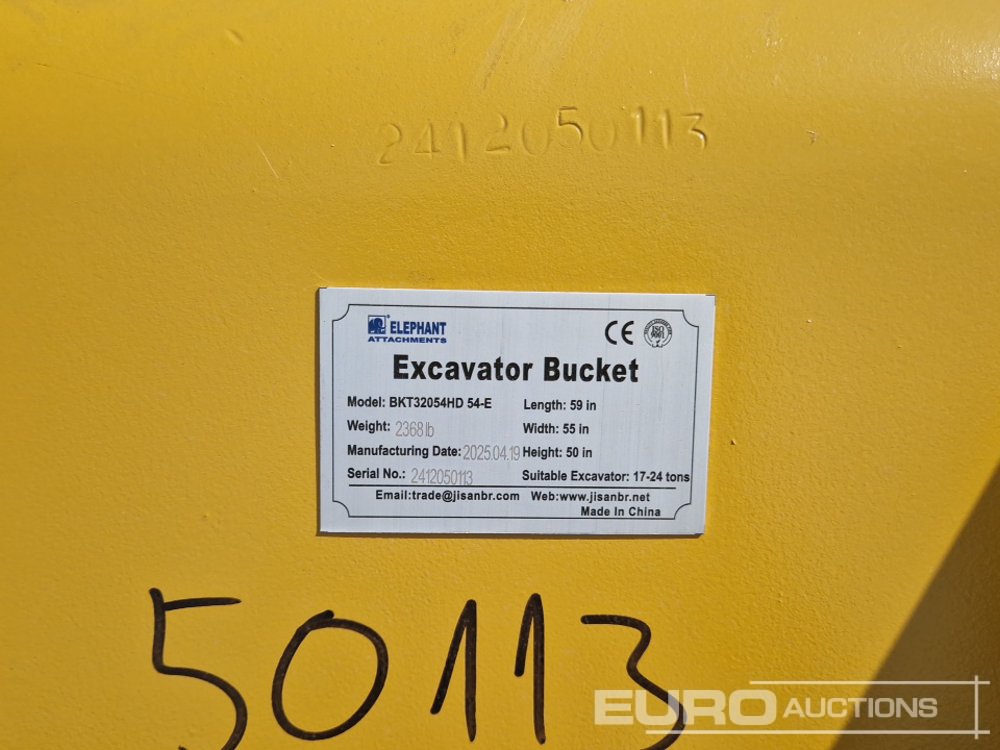 2412050113
ELEPHANT
ATTACHMENTS
CE
ISO
Excavator Bucket
Model: BKT32054HD 54-E
Length: 59 in
Weight: 2368 lb
Width: 55 in
Manufacturing Date: 2025.04.19
Height: 50 in
Serial No.: 2412050113
Suitable Excavator: 17-24 tons
Email:trade@jisanbr.com Web:www.jisanbr.net
Made In China
50113
EURO AUCTIONS